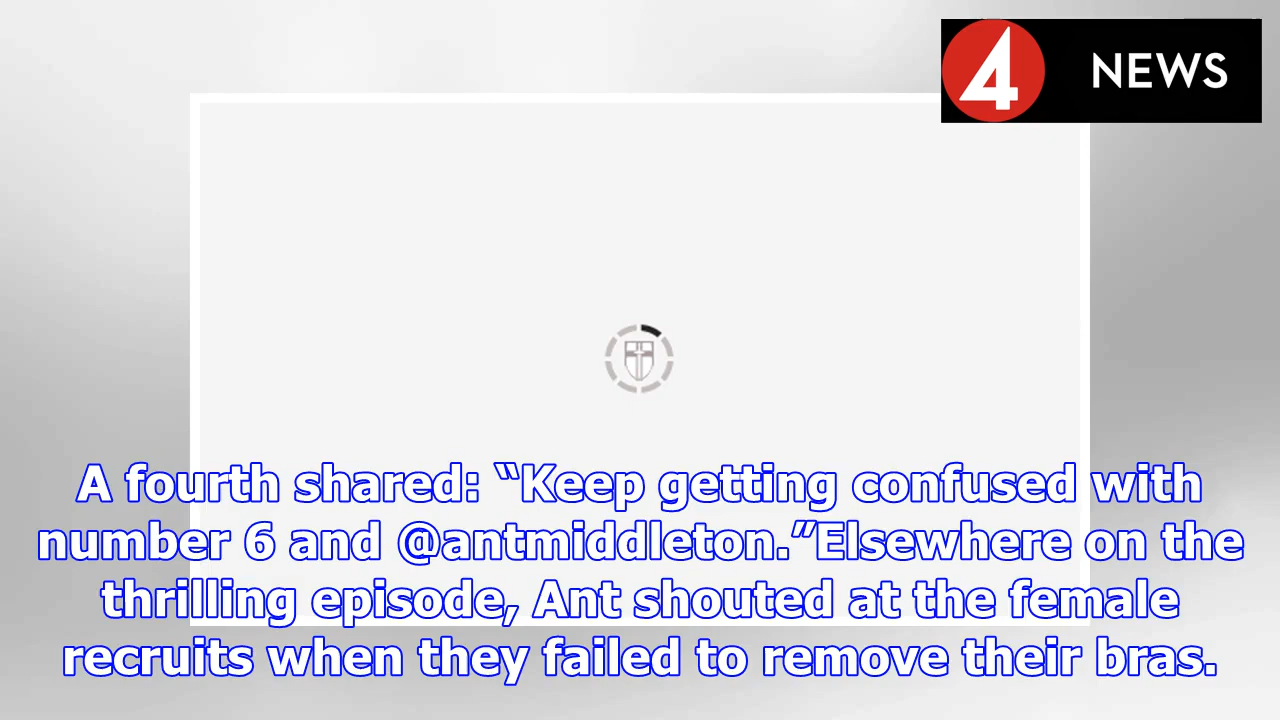 4 NEWS
A fourth shared: “Keep getting confused with
number 6 and @antmiddleton.”Elsewhere on the
thrilling episode, Ant shouted at the female
recruits when they failed to remove their bras.